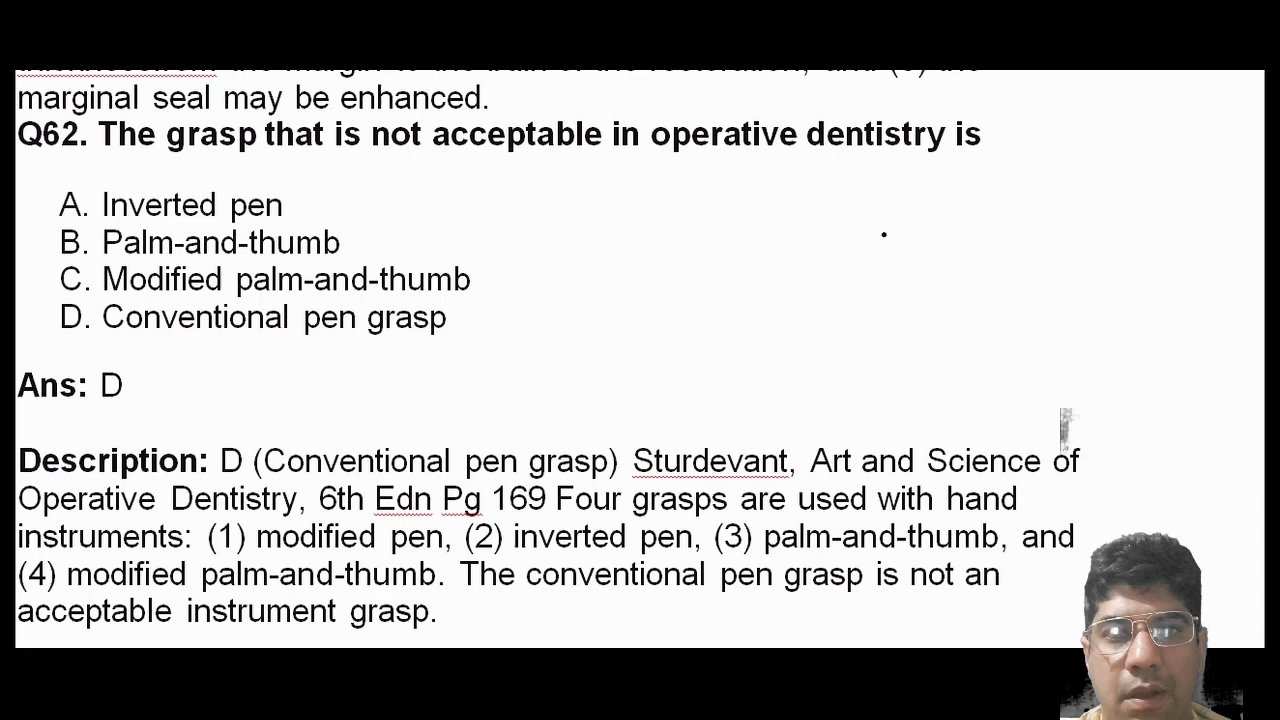 marginal seal may be enhanced.
Q62. The grasp that is not acceptable in operative dentistry is
A. Inverted pen
B. Palm-and-thumb
C. Modified palm-and-thumb
D. Conventional pen grasp
Ans: D
Description: D (Conventional pen grasp) Sturdevant, Art and Science of
Operative Dentistry, 6th Edn Pg 169 Four grasps are used with hand
instruments: (1) modified pen, (2) inverted pen, (3) palm-and-thumb, and
(4) modified palm-and-thumb. The conventional pen grasp is not an
acceptable instrument grasp.